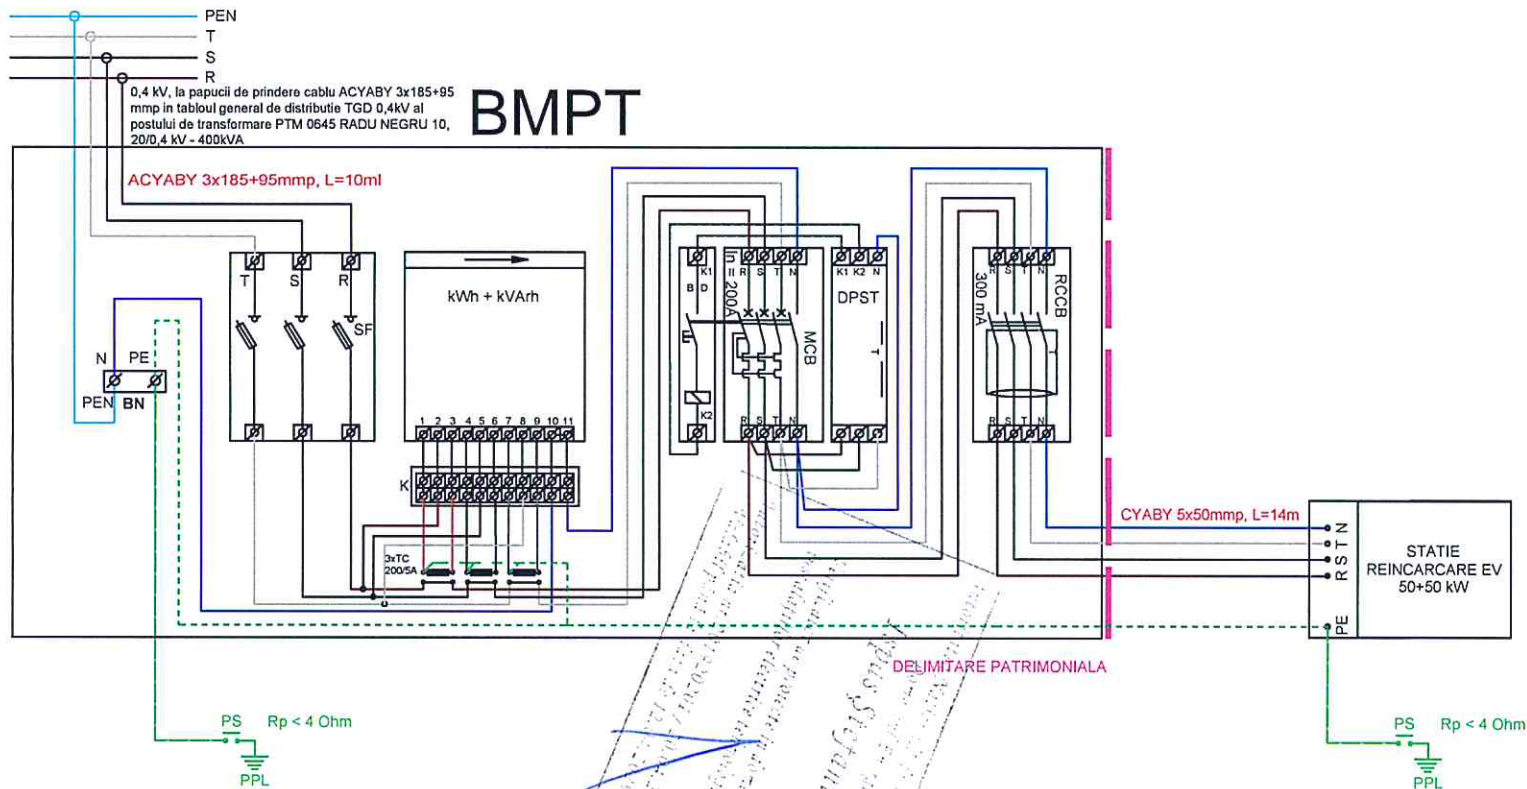 PEN
T
S
R
0,4 kV, la papucii de prindere cablu ACYABY 3x185+95
mmp in tabloul general de distributie TGD 0,4kV al
postului de transformare PTM 0645 RADU NEGRU 10,
20/0,4 kV - 400kVA
BMPT
ACYABY 3x185+95mmp, L=10ml
T S R
SF
kWh + kVArh
1 2 3 4 5 6 7 8 9 10 11
K
3xTC
200/5A
N PE
PEN BN
K1
B D
K2
In = 200A
R S T N
MCB
R S T N
K1 K2 N
DPST
T
R S T N
RCCB
300 mA
T
R S T N
CYABY 5x50mmp, L=14m
N
T
S
R
PE
STATIE
REINCARCARE EV
50+50 kW
DELIMITARE PATRIMONIALA
PS Rp < 4 Ohm
PPL
PS Rp < 4 Ohm
PPL